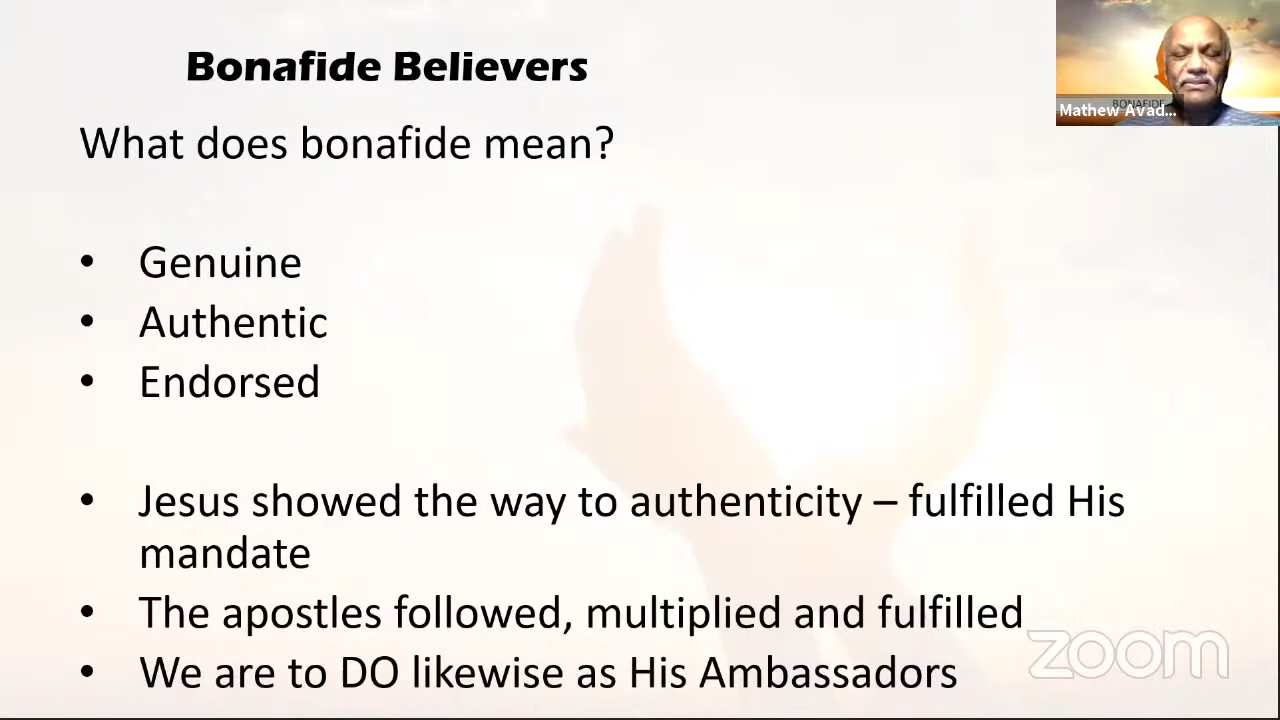 Bonafide Believers
What does bonafide mean?
• Genuine
• Authentic
• Endorsed
• Jesus showed the way to authenticity – fulfilled His
mandate
• The apostles followed, multiplied and fulfilled
• We are to DO likewise as His Ambassadors
BONAFIDE
Mathew Avad...
zoom